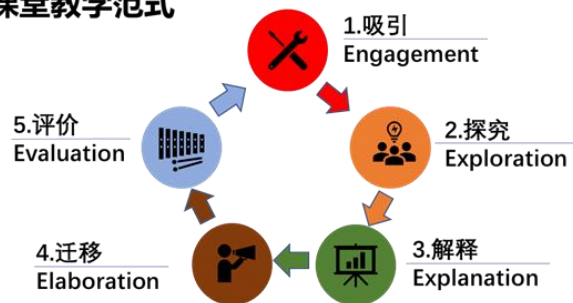 课堂教学范式
1.吸引
Engagement
2.探究
Exploration
3.解释
Explanation
4.迁移
Elaboration
5.评价
Evaluation